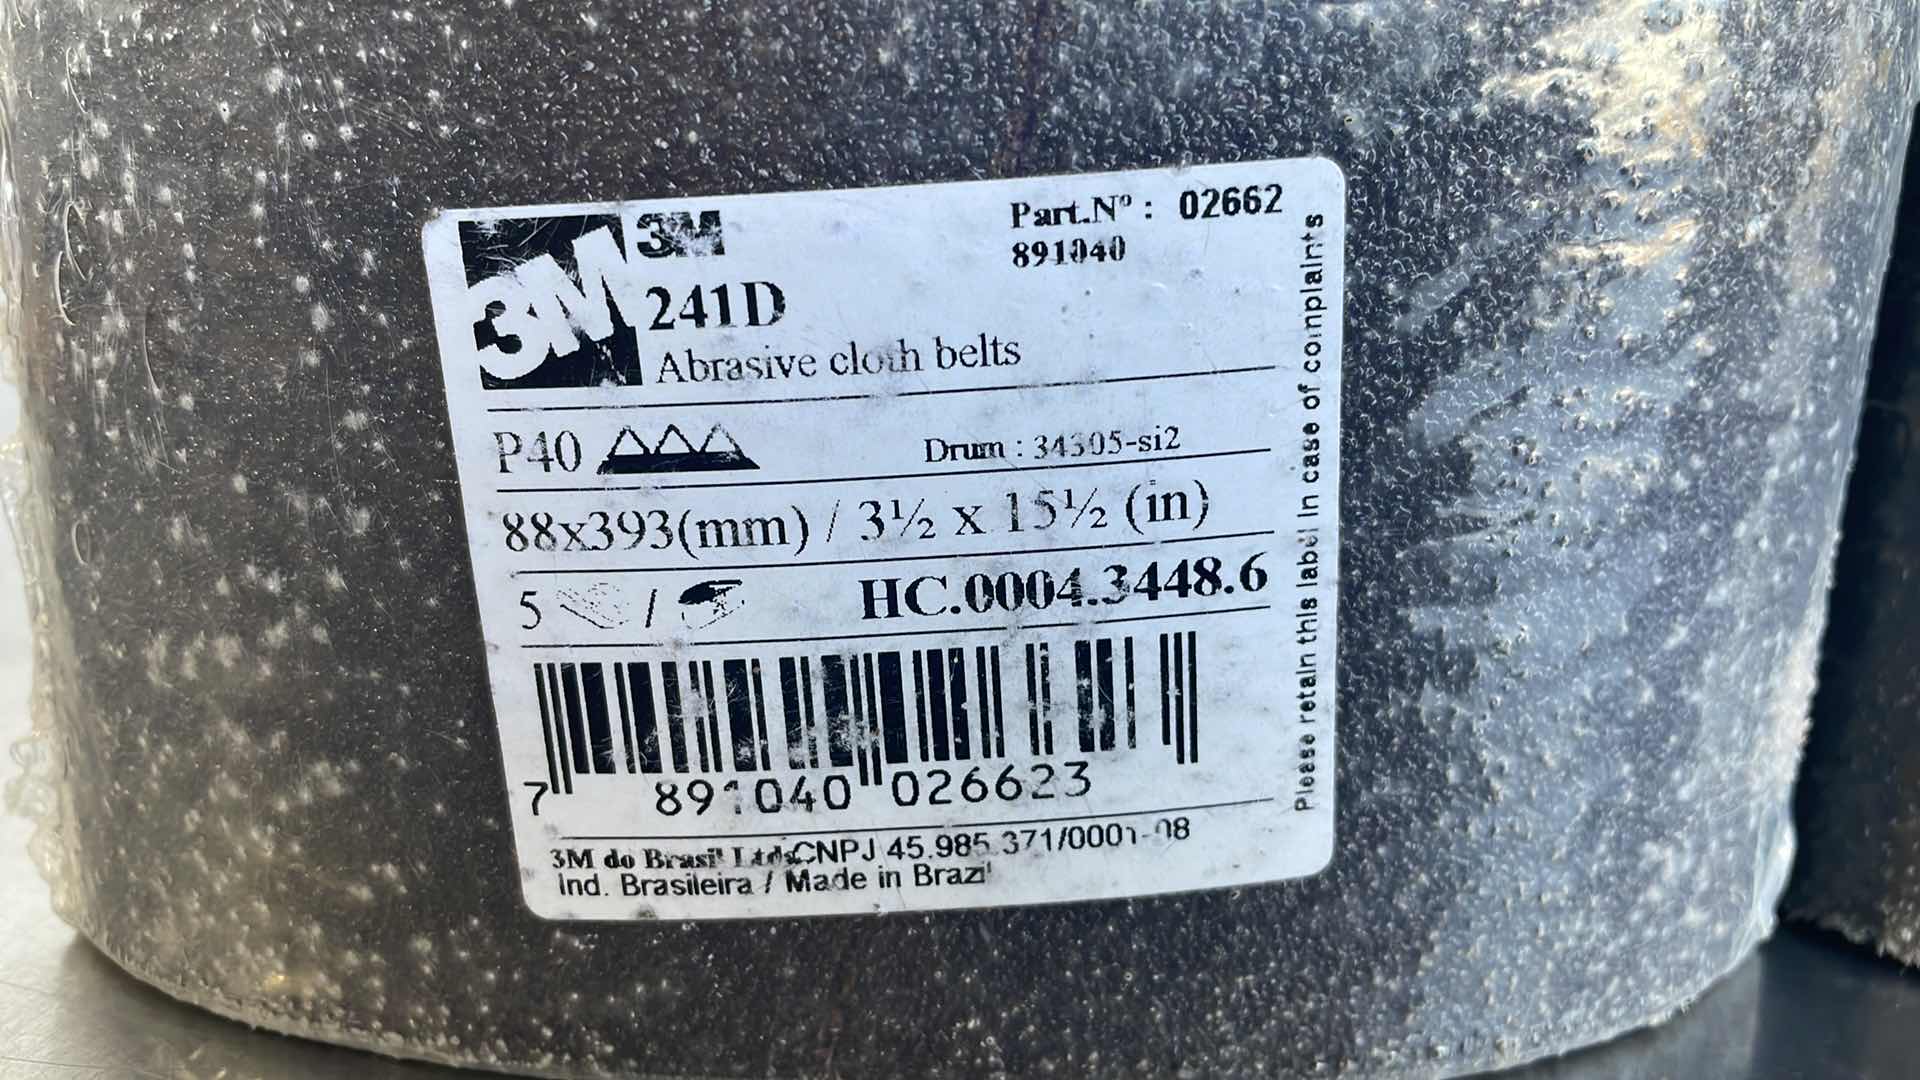 3M
3M
Part.Nº : 02662
891040
241D
Abrasive cloth belts
P40
Drum : 34305-si2
88x393(mm) / 3½ x 15½ (in)
5 /
HC.0004.3448.6
7 891040 026623
3M do Brasil Ltda CNPJ 45.985.371/0001-08
Ind. Brasileira / Made in Brazil
Please retain this label in case of conplaints